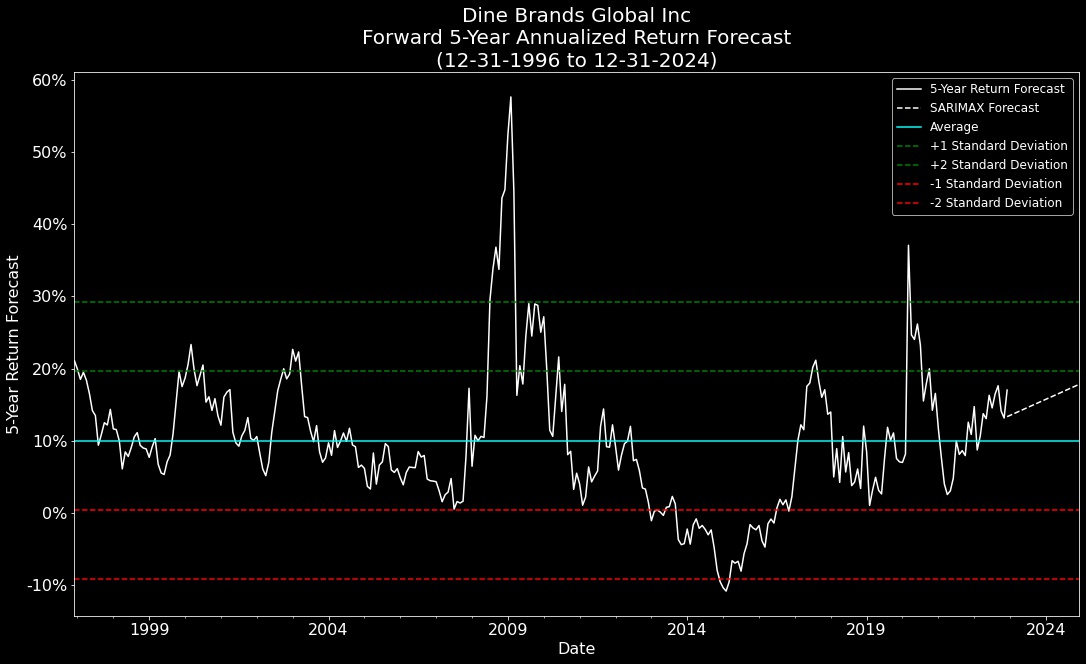 Dine Brands Global Inc
Forward 5-Year Annualized Return Forecast
(12-31-1996 to 12-31-2024)
60%
50%
40%
30%
20%
10%
0%
-10%
5-Year Return Forecast
5-Year Return Forecast
SARIMAX Forecast
Average
+1 Standard Deviation
+2 Standard Deviation
-1 Standard Deviation
-2 Standard Deviation
1999
2004
2009
2014
2019
2024
Date